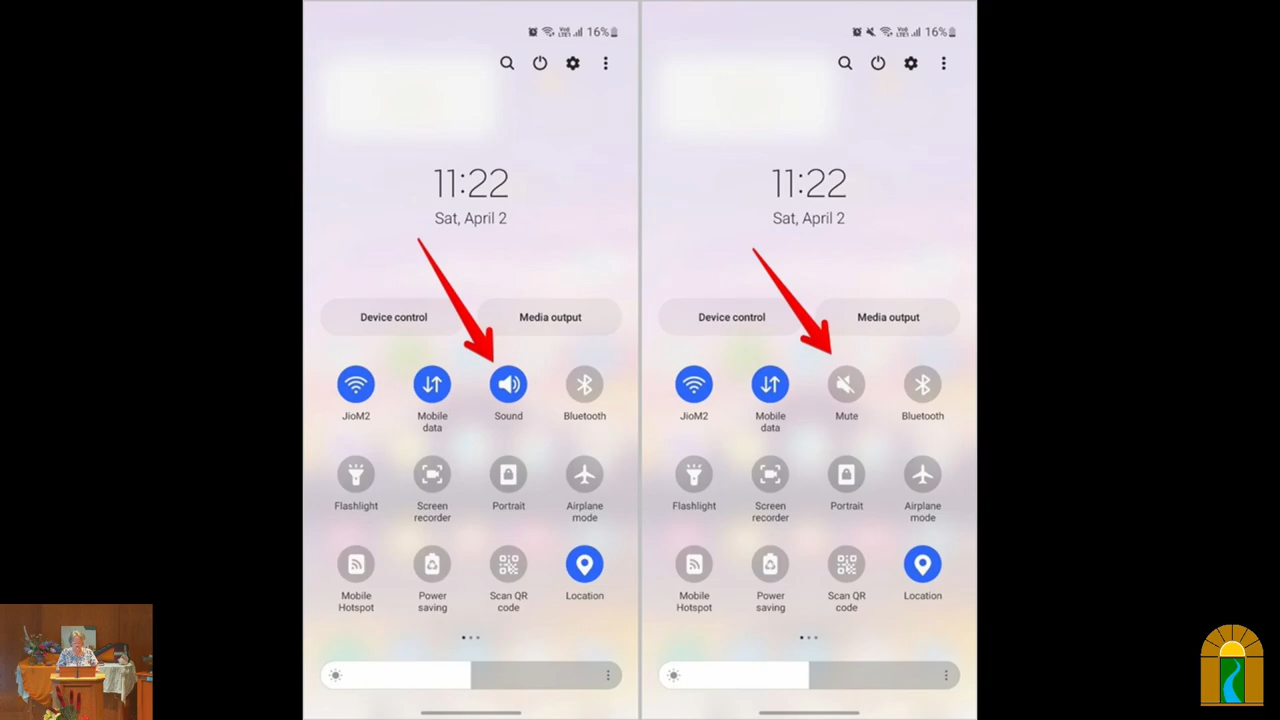 VoD LTE1 16%
11:22
Sat, April 2
Device control Media output
JioM2 Mobile data Sound Bluetooth
Flashlight Screen recorder Portrait Airplane mode
Mobile Hotspot Power saving Scan QR code Location
16%
11:22
Sat, April 2
Device control Media output
JioM2 Mobile data Mute Bluetooth
Flashlight Screen recorder Portrait Airplane mode
Mobile Hotspot Power saving Scan QR code Location